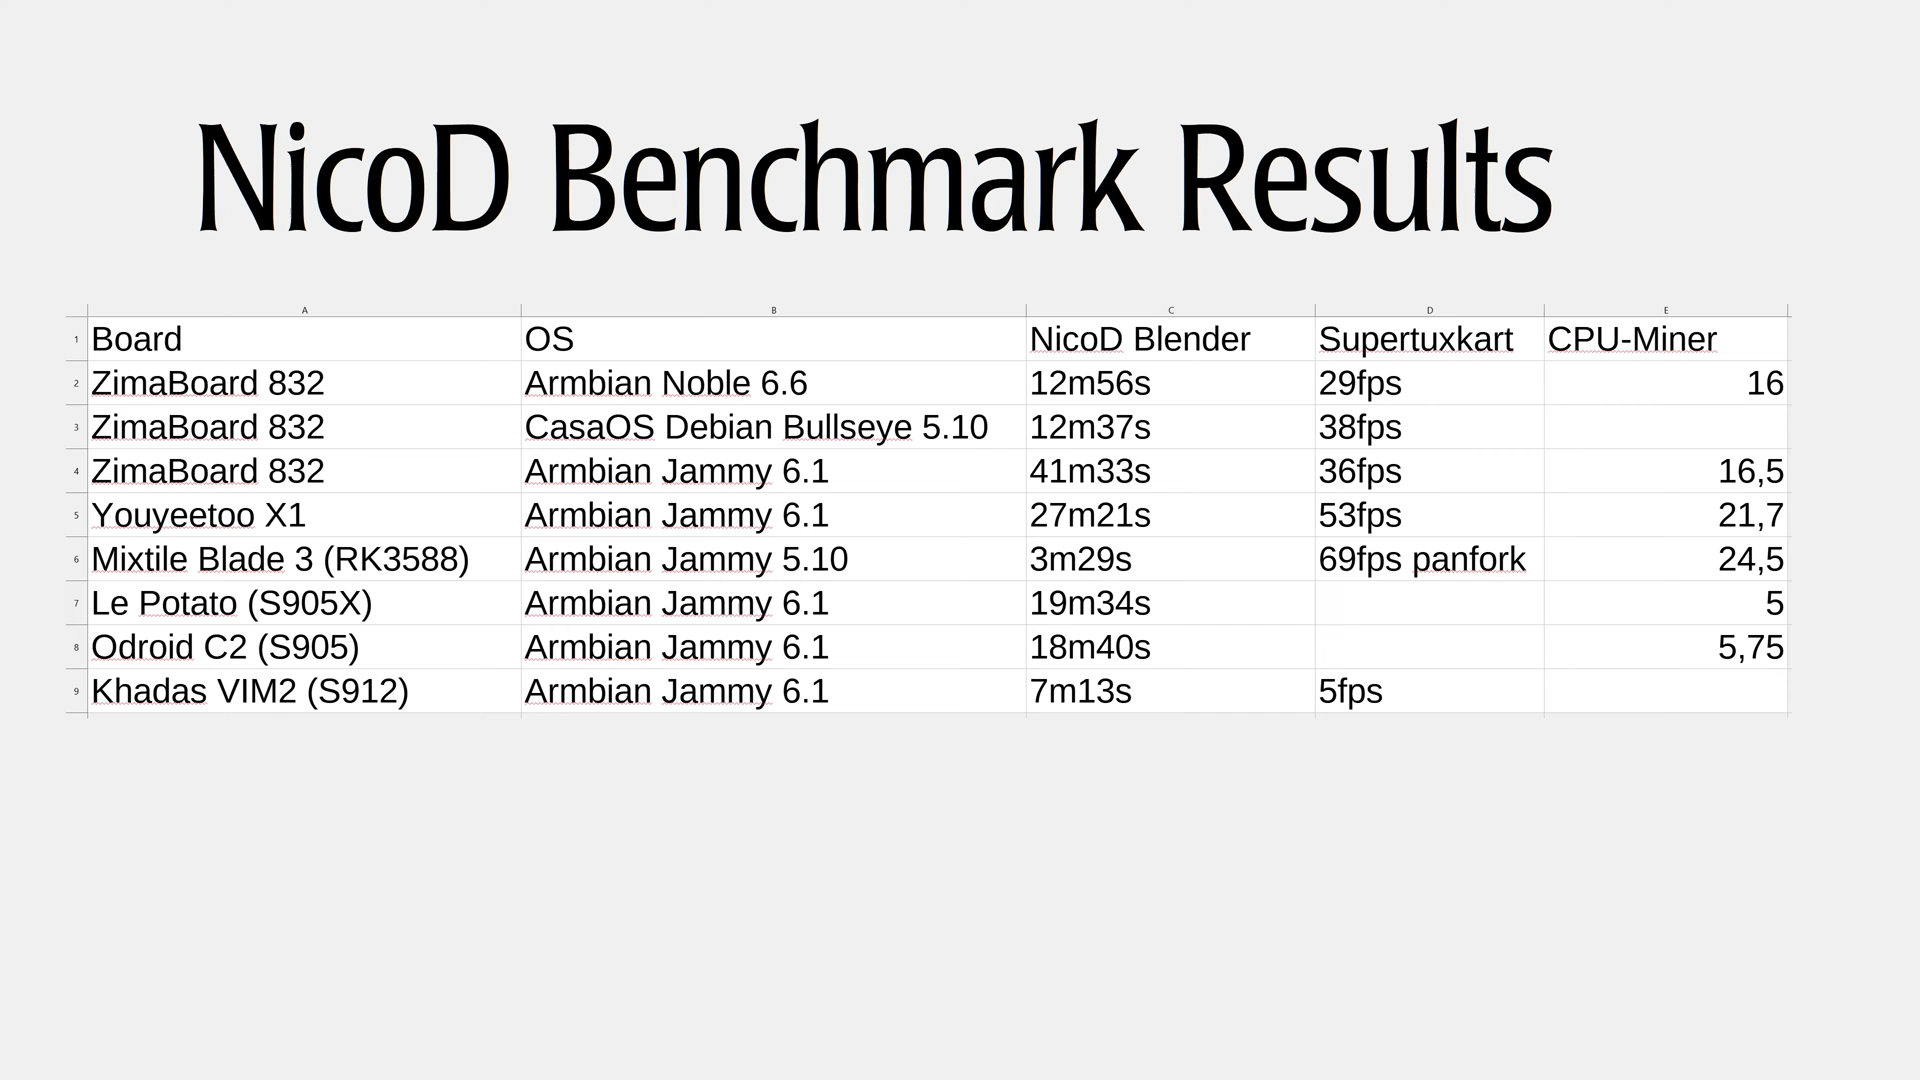 NicoD Benchmark Results
A B C D E
1 Board OS NicoD Blender Supertuxkart CPU-Miner
2 ZimaBoard 832 Armbian Noble 6.6 12m56s 29fps 16
3 ZimaBoard 832 CasaOS Debian Bullseye 5.10 12m37s 38fps
4 ZimaBoard 832 Armbian Jammy 6.1 41m33s 36fps 16,5
5 Youyeetoo X1 Armbian Jammy 6.1 27m21s 53fps 21,7
6 Mixtile Blade 3 (RK3588) Armbian Jammy 5.10 3m29s 69fps panfork 24,5
7 Le Potato (S905X) Armbian Jammy 6.1 19m34s 5
8 Odroid C2 (S905) Armbian Jammy 6.1 18m40s 5,75
9 Khadas VIM2 (S912) Armbian Jammy 6.1 7m13s 5fps